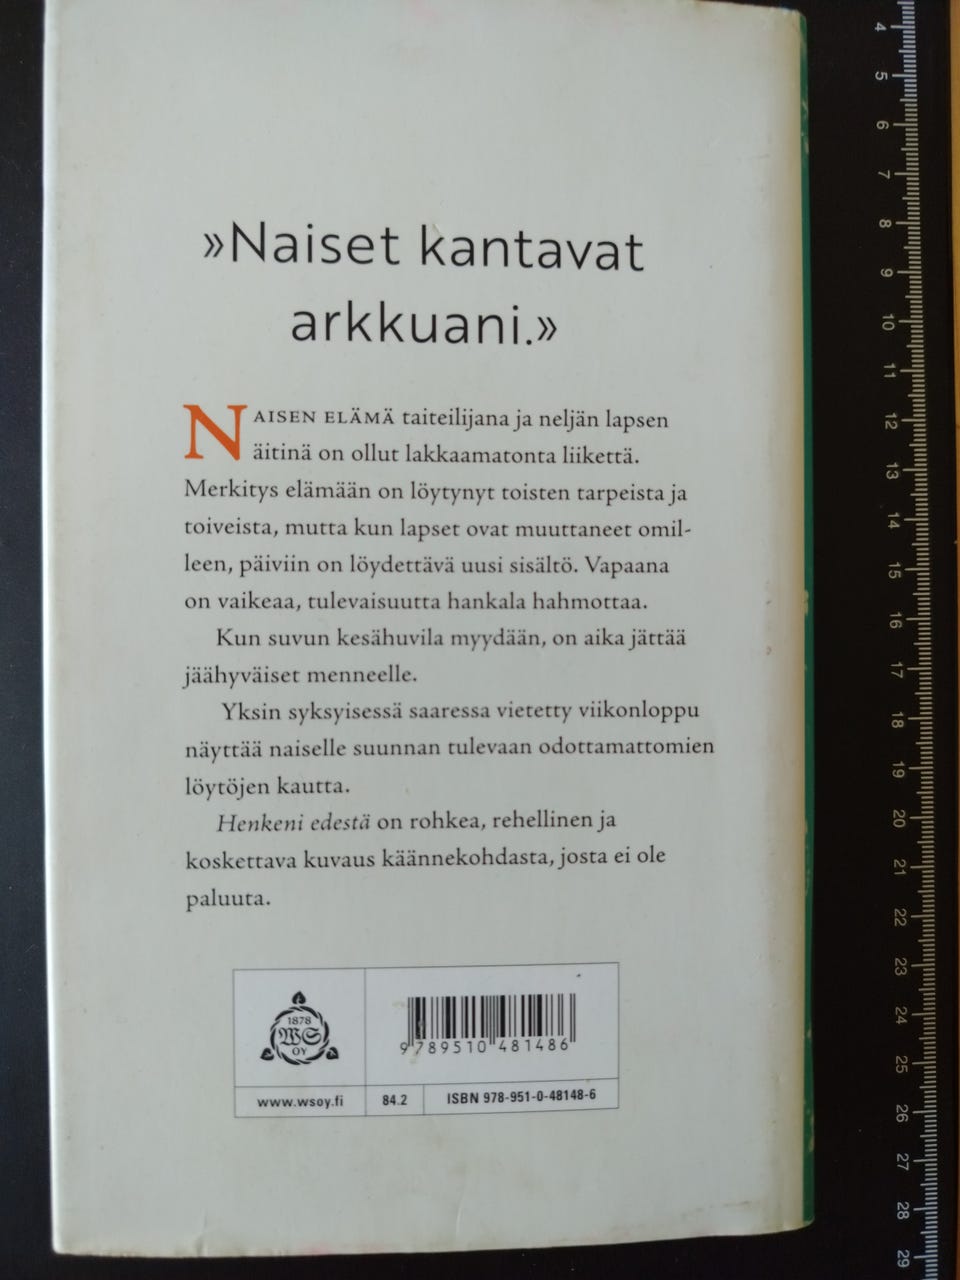 »Naiset kantavat
arkkuani.»
NAISEN ELÄMÄ taiteilijana ja neljän lapsen
äitinä on ollut lakkaamatonta liikettä.
Merkitys elämään on löytynyt toisten tarpeista ja
toiveista, mutta kun lapset ovat muuttaneet omil-
leen, päiviin on löydettävä uusi sisältö. Vapaana
on vaikeaa, tulevaisuutta hankala hahmottaa.
Kun suvun kesähuvila myydään, on aika jättää
jäähyväiset menneelle.
Yksin syksyisessä saaressa vietetty viikonloppu
näyttää naiselle suunnan tulevaan odottamattomien
löytöjen kautta.
Henkeni edestä on rohkea, rehellinen ja
koskettava kuvaus käännekohdasta, josta ei ole
paluuta.
1878
WS
OY
9 789510 481486
www.wsoy.fi
84.2
ISBN 978-951-0-48148-6
4
5
6
7
8
9
10
11
12
13
14
15
16
17
18
19
20
21
22
23
24
25
26
27
28
29